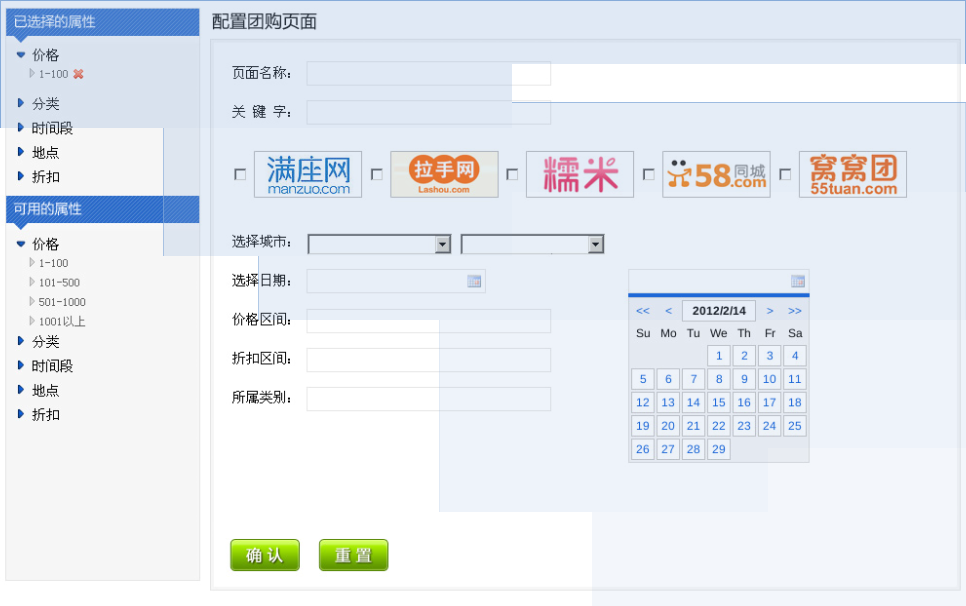 已选择的属性
价格
1-100
分类
时间段
地点
折扣
可用的属性
价格
1-100
101-500
501-1000
1001以上
分类
时间段
地点
折扣
配置团购页面
页面名称：
关 键 字：
满座网
manzuo.com
拉手网
Lashou.com
糯米
58同城
.com
窝窝团
55tuan.com
选择城市：
选择日期：
价格区间：
折扣区间：
所属类别：
<< < 2012/2/14 > >>
Su Mo Tu We Th Fr Sa
1 2 3 4
5 6 7 8 9 10 11
12 13 14 15 16 17 18
19 20 21 22 23 24 25
26 27 28 29
确 认 重 置